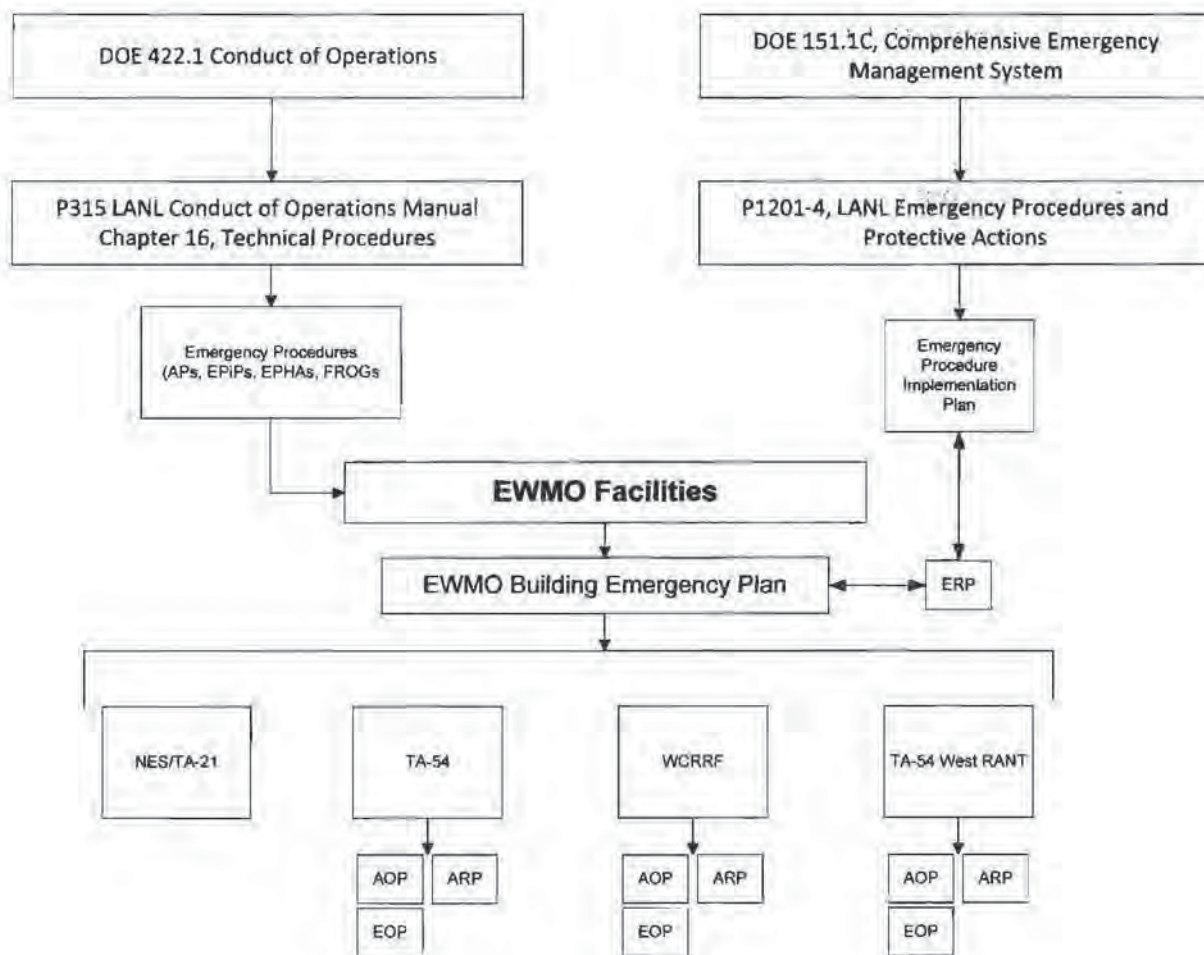 DOE 422.1 Conduct of Operations
DOE 151.1C, Comprehensive Emergency
Management System
P315 LANL Conduct of Operations Manual
Chapter 16, Technical Procedures
P1201-4, LANL Emergency Procedures and
Protective Actions
Emergency Procedures
(APs, EPiPs, EPHAs, FROGs
Emergency
Procedure
Implementation
Plan
EWMO Facilities
EWMO Building Emergency Plan
ERP
NES/TA-21
TA-54
WCRRF
TA-54 West RANT
AOP
ARP
EOP
AOP
ARP
EOP
AOP
ARP
EOP